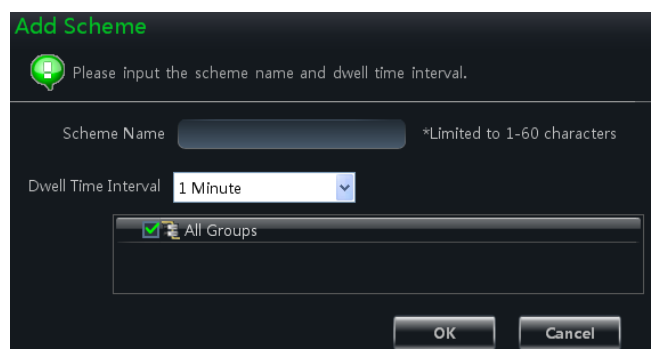 Add Scheme
Please input the scheme name and dwell time interval.
Scheme Name *Limited to 1-60 characters
Dwell Time Interval 1 Minute
All Groups
OK Cancel